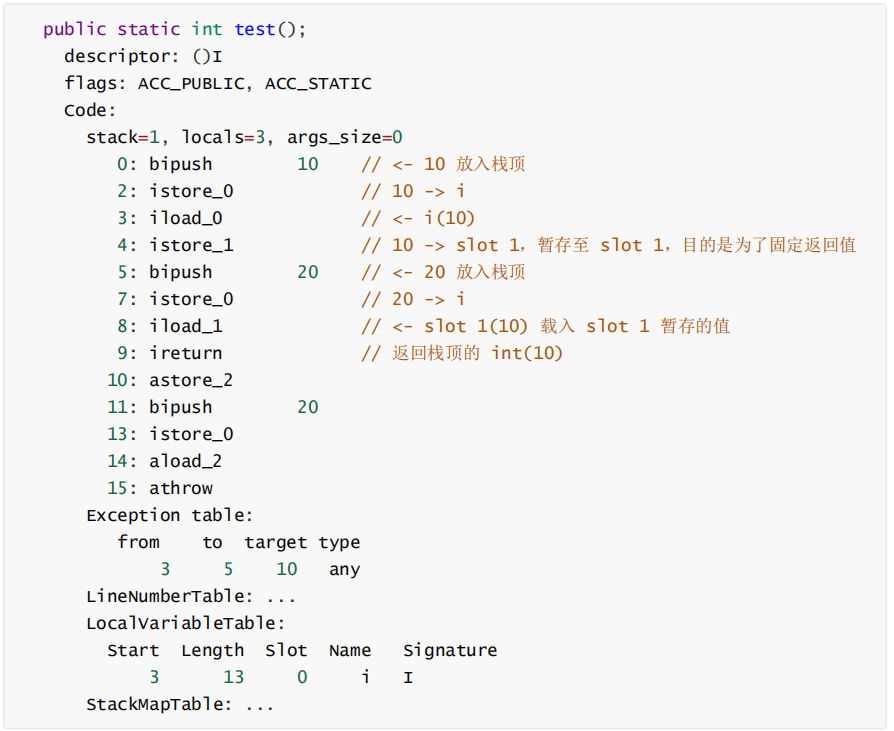 public static int test();
descriptor: ()I
flags: ACC_PUBLIC, ACC_STATIC
Code:
stack=1, locals=3, args_size=0
0: bipush 10 // <- 10 放入栈顶
2: istore_0 // 10 -> i
3: iload_0 // <- i(10)
4: istore_1 // 10 -> slot 1，暂存至 slot 1，目的是为了固定返回值
5: bipush 20 // <- 20 放入栈顶
7: istore_0 // 20 -> i
8: iload_1 // <- slot 1(10) 载入 slot 1 暂存的值
9: ireturn // 返回栈顶的 int(10)
10: astore_2
11: bipush 20
13: istore_0
14: aload_2
15: athrow
Exception table:
from to target type
3 5 10 any
LineNumberTable: ...
LocalVariableTable:
Start Length Slot Name Signature
3 13 0 i I
StackMapTable: ...